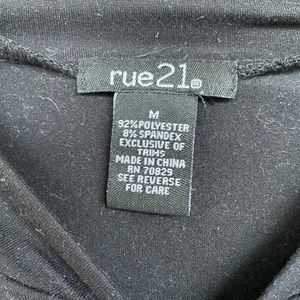 rue21®
M
92%POLYESTER
8% SPANDEX
EXCLUSIVE OF
TRIMS
MADE IN CHINA
RN 70829
SEE REVERSE
FOR CARE